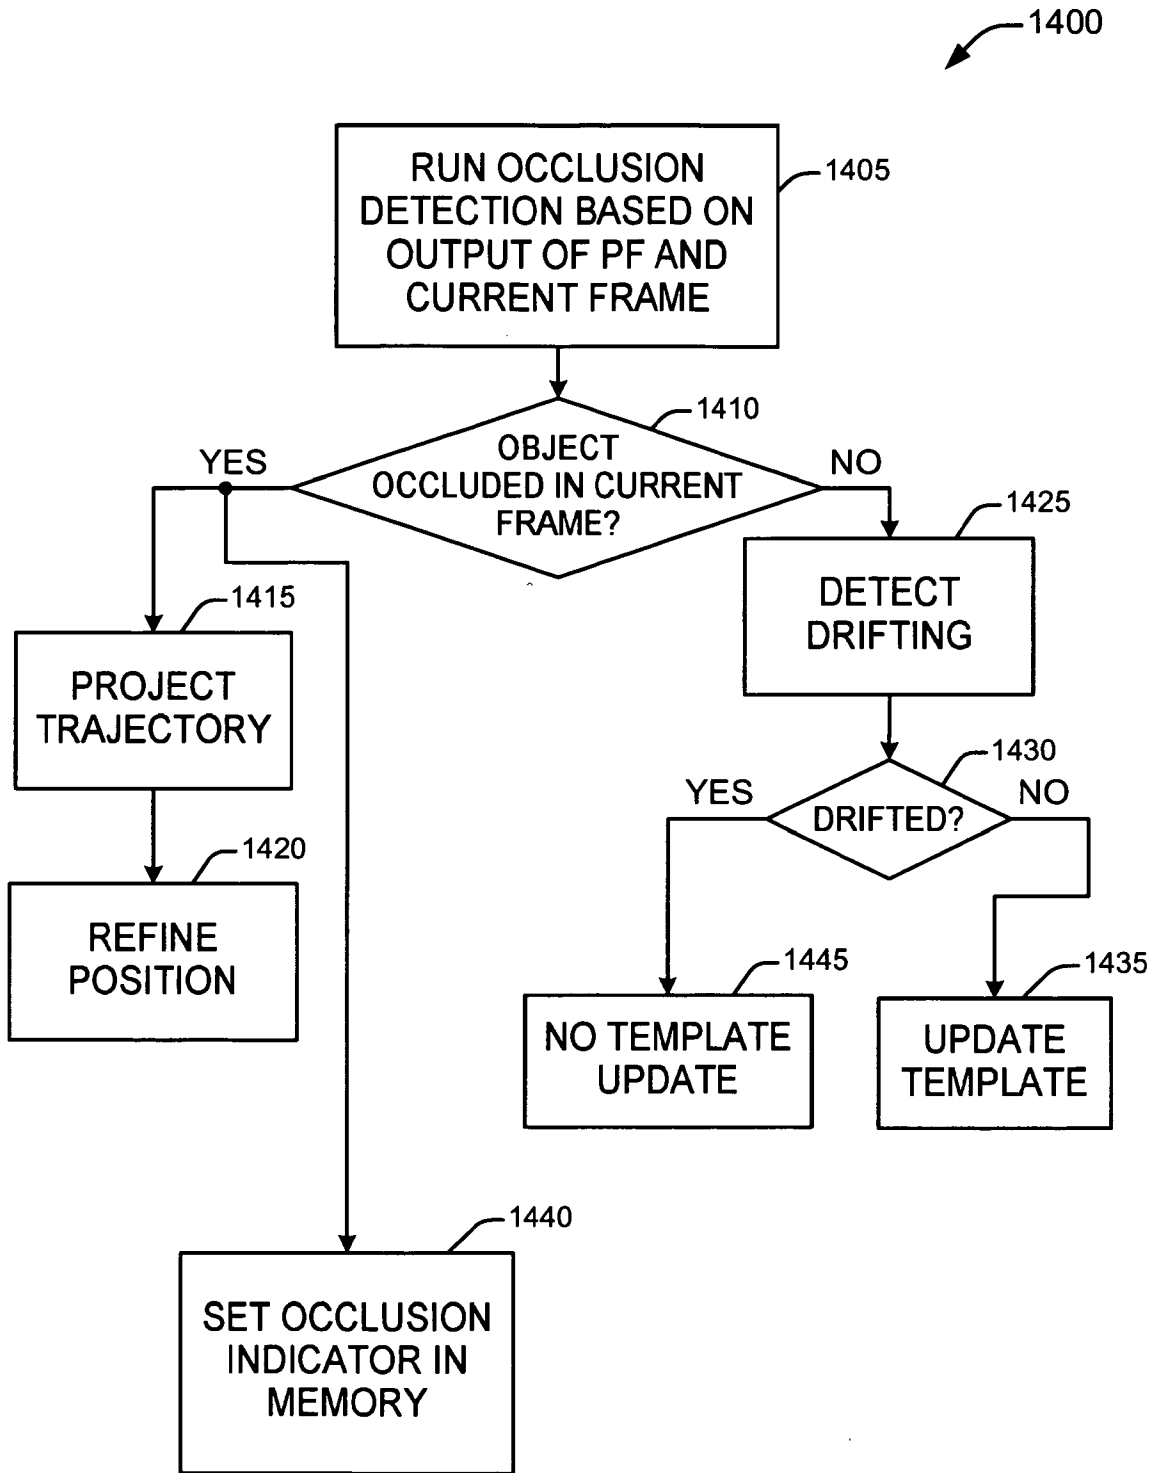 1400
RUN OCCLUSION
DETECTION BASED ON
OUTPUT OF PF AND
CURRENT FRAME
1405
1410
OBJECT
OCCLUDED IN CURRENT
FRAME?
YES
NO
1425
DETECT
DRIFTING
1415
PROJECT
TRAJECTORY
1430
DRIFTED?
YES
NO
1420
REFINE
POSITION
1445
NO TEMPLATE
UPDATE
1435
UPDATE
TEMPLATE
1440
SET OCCLUSION
INDICATOR IN
MEMORY